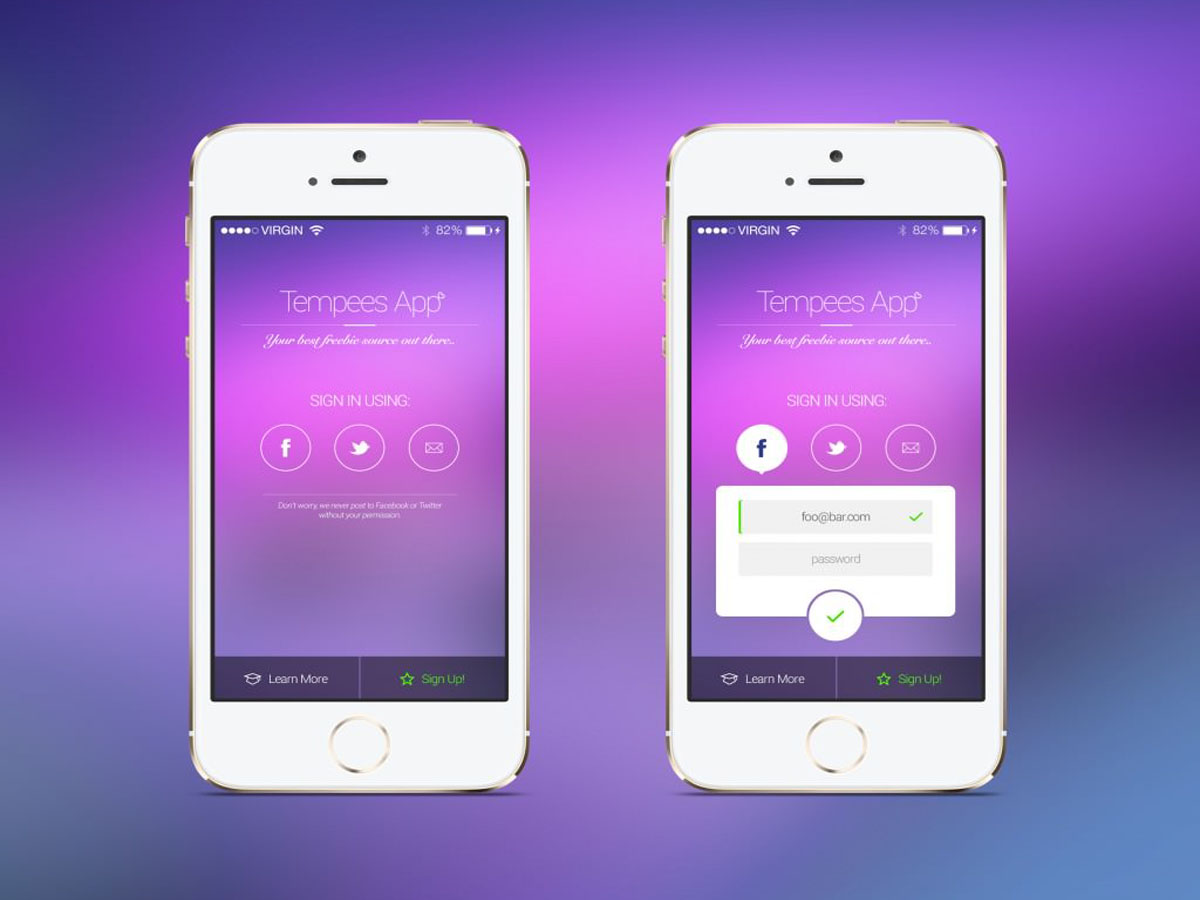 VIRGIN 82%
Tempees App
Your best freebie source out there..
SIGN IN USING:
f
Don't worry, we never post to Facebook or Twitter
without your permission.
Learn More
Sign Up!
VIRGIN 82%
Tempees App
Your best freebie source out there..
SIGN IN USING:
f
foo@bar.com
password
Learn More
Sign Up!